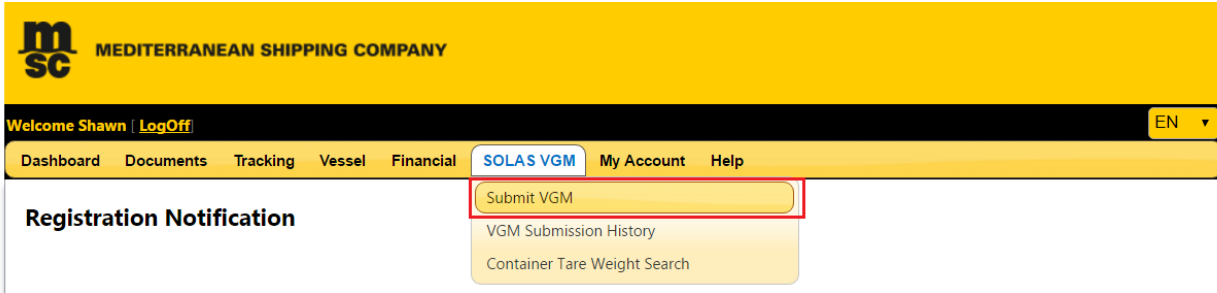 msc
MEDITERRANEAN SHIPPING COMPANY
Welcome Shawn [ LogOff]
EN
Dashboard Documents Tracking Vessel Financial SOLAS VGM My Account Help
Submit VGM
Registration Notification
VGM Submission History
Container Tare Weight Search